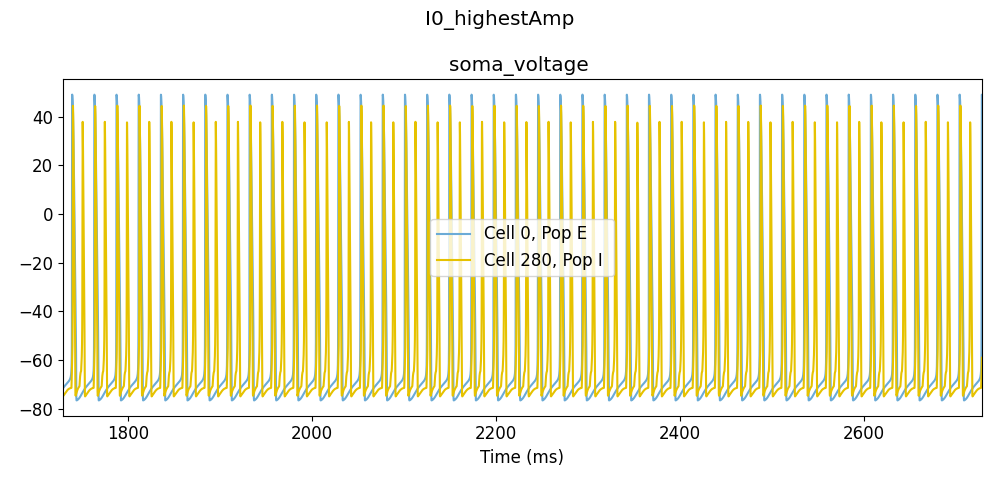 I0_highestAmp
soma_voltage
40
20
0
−20
−40
−60
−80
Cell 0, Pop E
Cell 280, Pop I
1800 2000 2200 2400 2600
Time (ms)